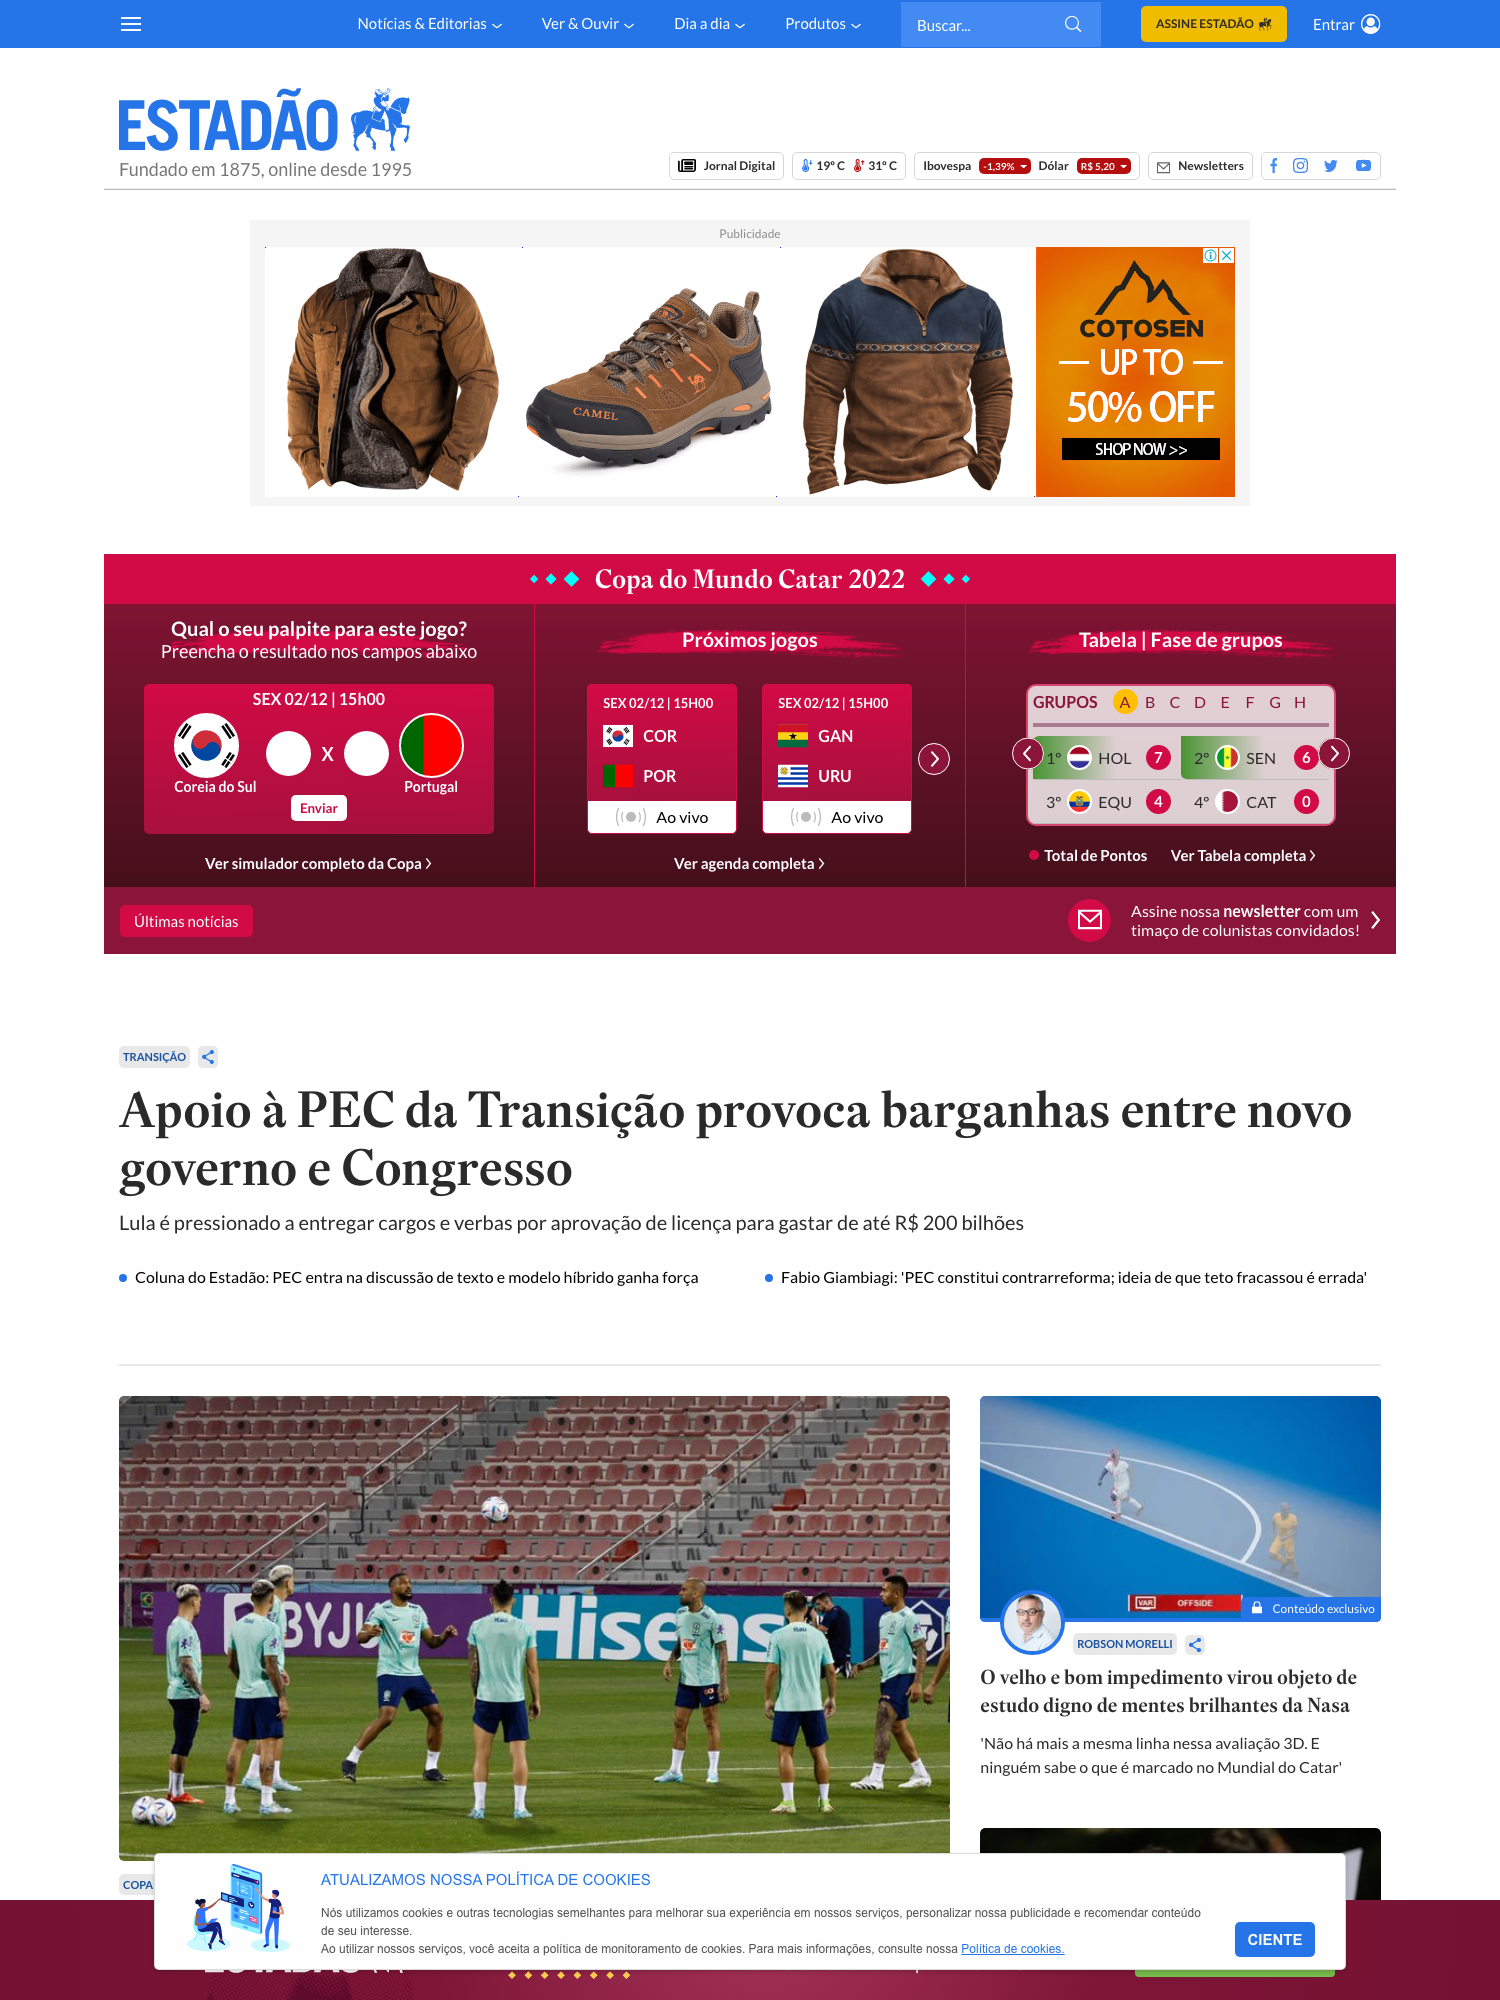 Notícias & Editorias
Ver & Ouvir
Dia a dia
Produtos
Buscar...
ASSINE ESTADÃO
Entrar
ESTADÃO
Fundado em 1875, online desde 1995
Jornal Digital
19º C 31º C
Ibovespa -1,39% Dólar R$ 5,20
Newsletters
Publicidade
CAMEL
COTOSEN
UP TO
50% OFF
SHOP NOW >>
Copa do Mundo Catar 2022
Qual o seu palpite para este jogo?
Preencha o resultado nos campos abaixo
SEX 02/12 | 15h00
X
Coreia do Sul
Portugal
Enviar
Ver simulador completo da Copa
Próximos jogos
SEX 02/12 | 15H00
COR
POR
Ao vivo
SEX 02/12 | 15H00
GAN
URU
Ao vivo
Ver agenda completa
Tabela | Fase de grupos
GRUPOS A B C D E F G H
1º HOL 7
2º SEN 6
3º EQU 4
4º CAT 0
Total de Pontos
Ver Tabela completa
Últimas notícias
Assine nossa newsletter com um
timaço de colunistas convidados!
TRANSIÇÃO
Apoio à PEC da Transição provoca barganhas entre novo
governo e Congresso
Lula é pressionado a entregar cargos e verbas por aprovação de licença para gastar de até R$ 200 bilhões
Coluna do Estadão: PEC entra na discussão de texto e modelo híbrido ganha força
Fabio Giambiagi: 'PEC constitui contrarreforma; ideia de que teto fracassou é errada'
BYJU
Hisense
VAR OFFSIDE
Conteúdo exclusivo
ROBSON MORELLI
O velho e bom impedimento virou objeto de
estudo digno de mentes brilhantes da Nasa
'Não há mais a mesma linha nessa avaliação 3D. E
ninguém sabe o que é marcado no Mundial do Catar'
COPA
ATUALIZAMOS NOSSA POLÍTICA DE COOKIES
Nós utilizamos cookies e outras tecnologias semelhantes para melhorar sua experiência em nossos serviços, personalizar nossa publicidade e recomendar conteúdo
de seu interesse.
Ao utilizar nossos serviços, você aceita a política de monitoramento de cookies. Para mais informações, consulte nossa Política de cookies.
CIENTE